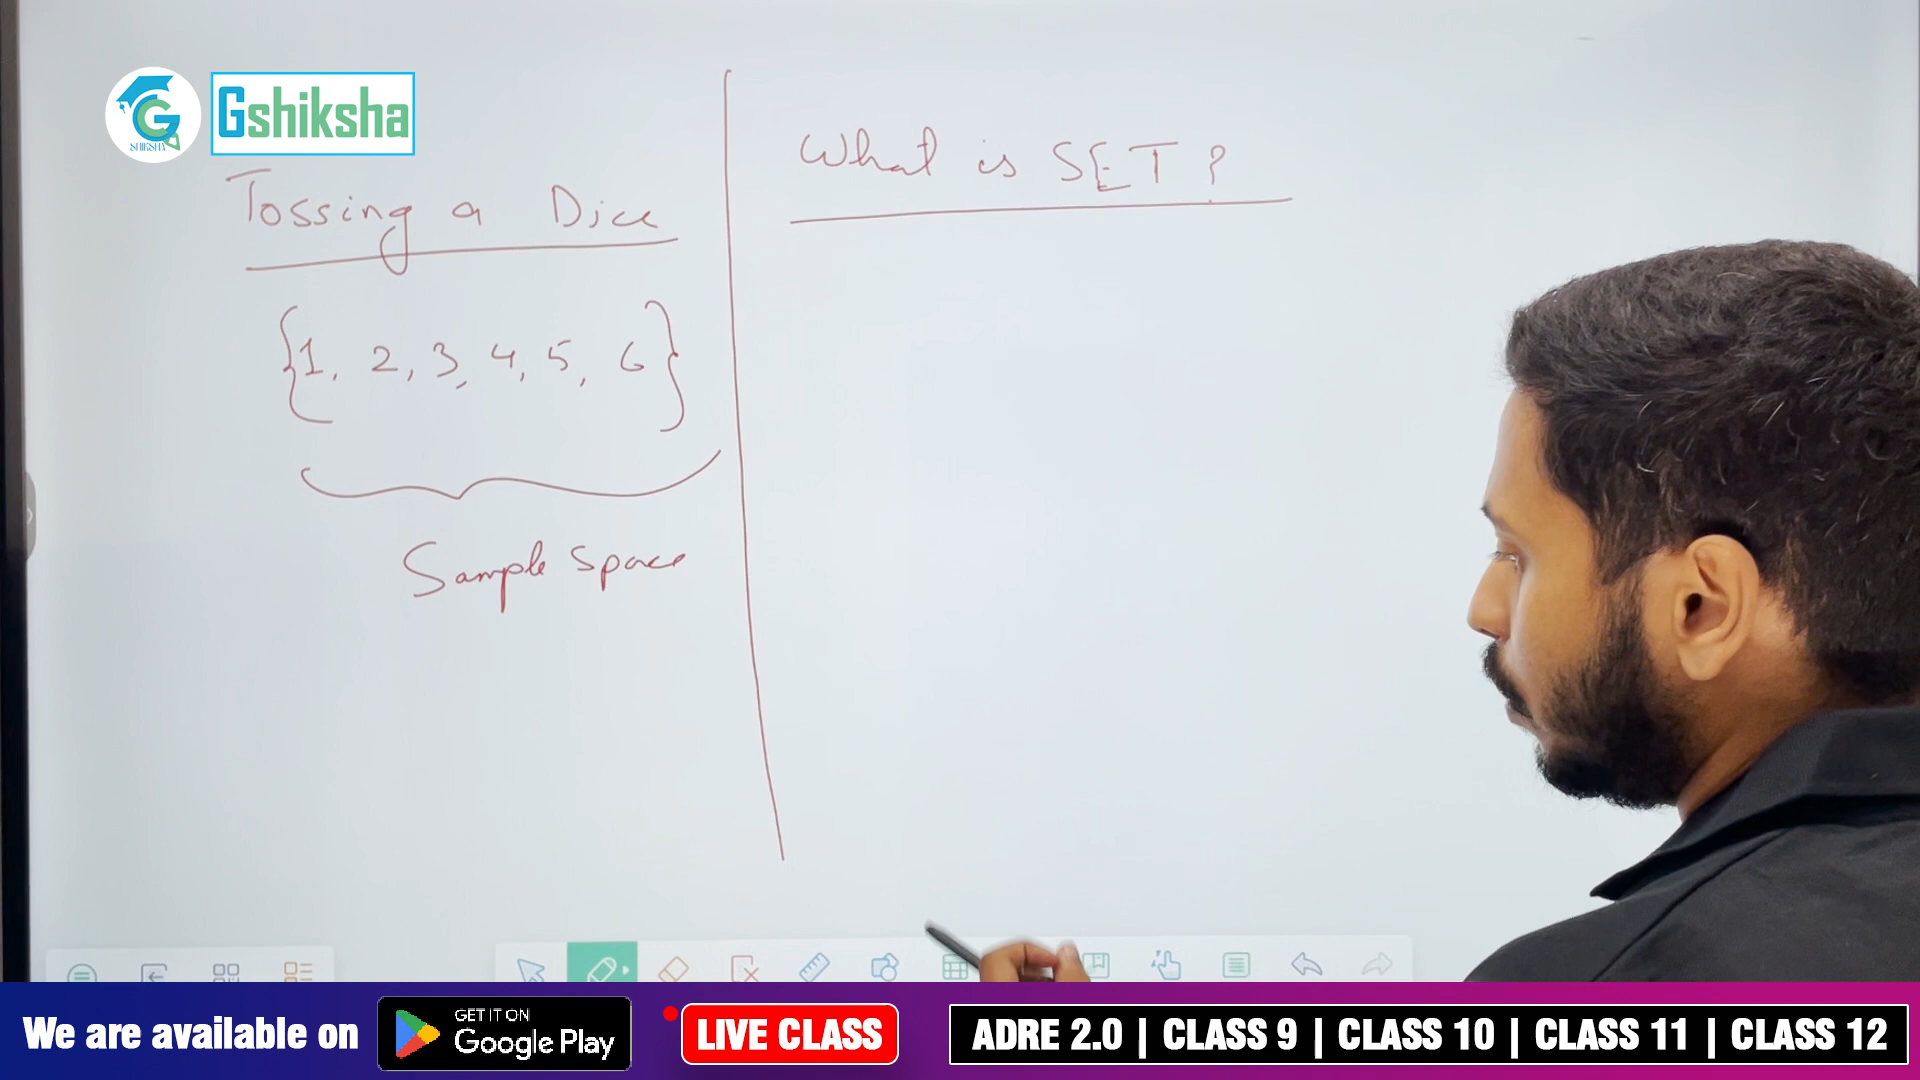 Gshiksha
SHIKSHA
Tossing a Dice
{1, 2, 3, 4, 5, 6}
Sample Space
What is SET?
We are available on
GET IT ON
Google Play
LIVE CLASS
ADRE 2.0 | CLASS 9 | CLASS 10 | CLASS 11 | CLASS 12